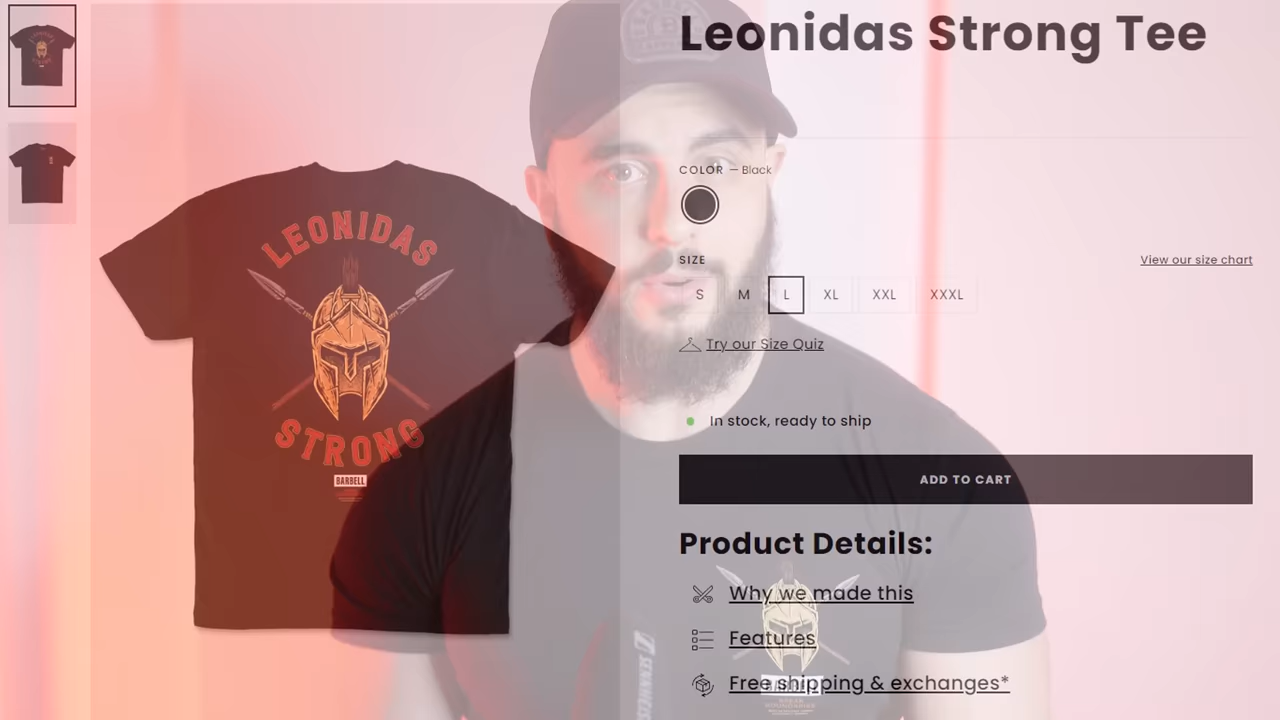 Leonidas Strong Tee
COLOR — Black
SIZE
View our size chart
S M L XL XXL XXXL
Try our Size Quiz
In stock, ready to ship
ADD TO CART
Product Details:
Why we made this
Features
Free shipping & exchanges*
LEONIDAS
STRONG
BARBELL
BARBELL
SENNHEIS